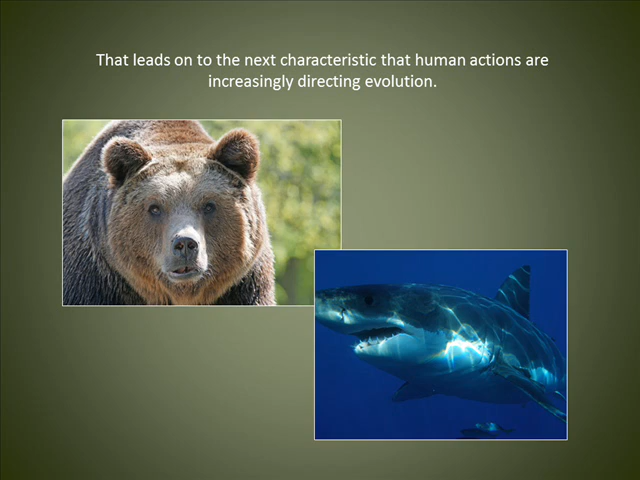 That leads on to the next characteristic that human actions are
increasingly directing evolution.